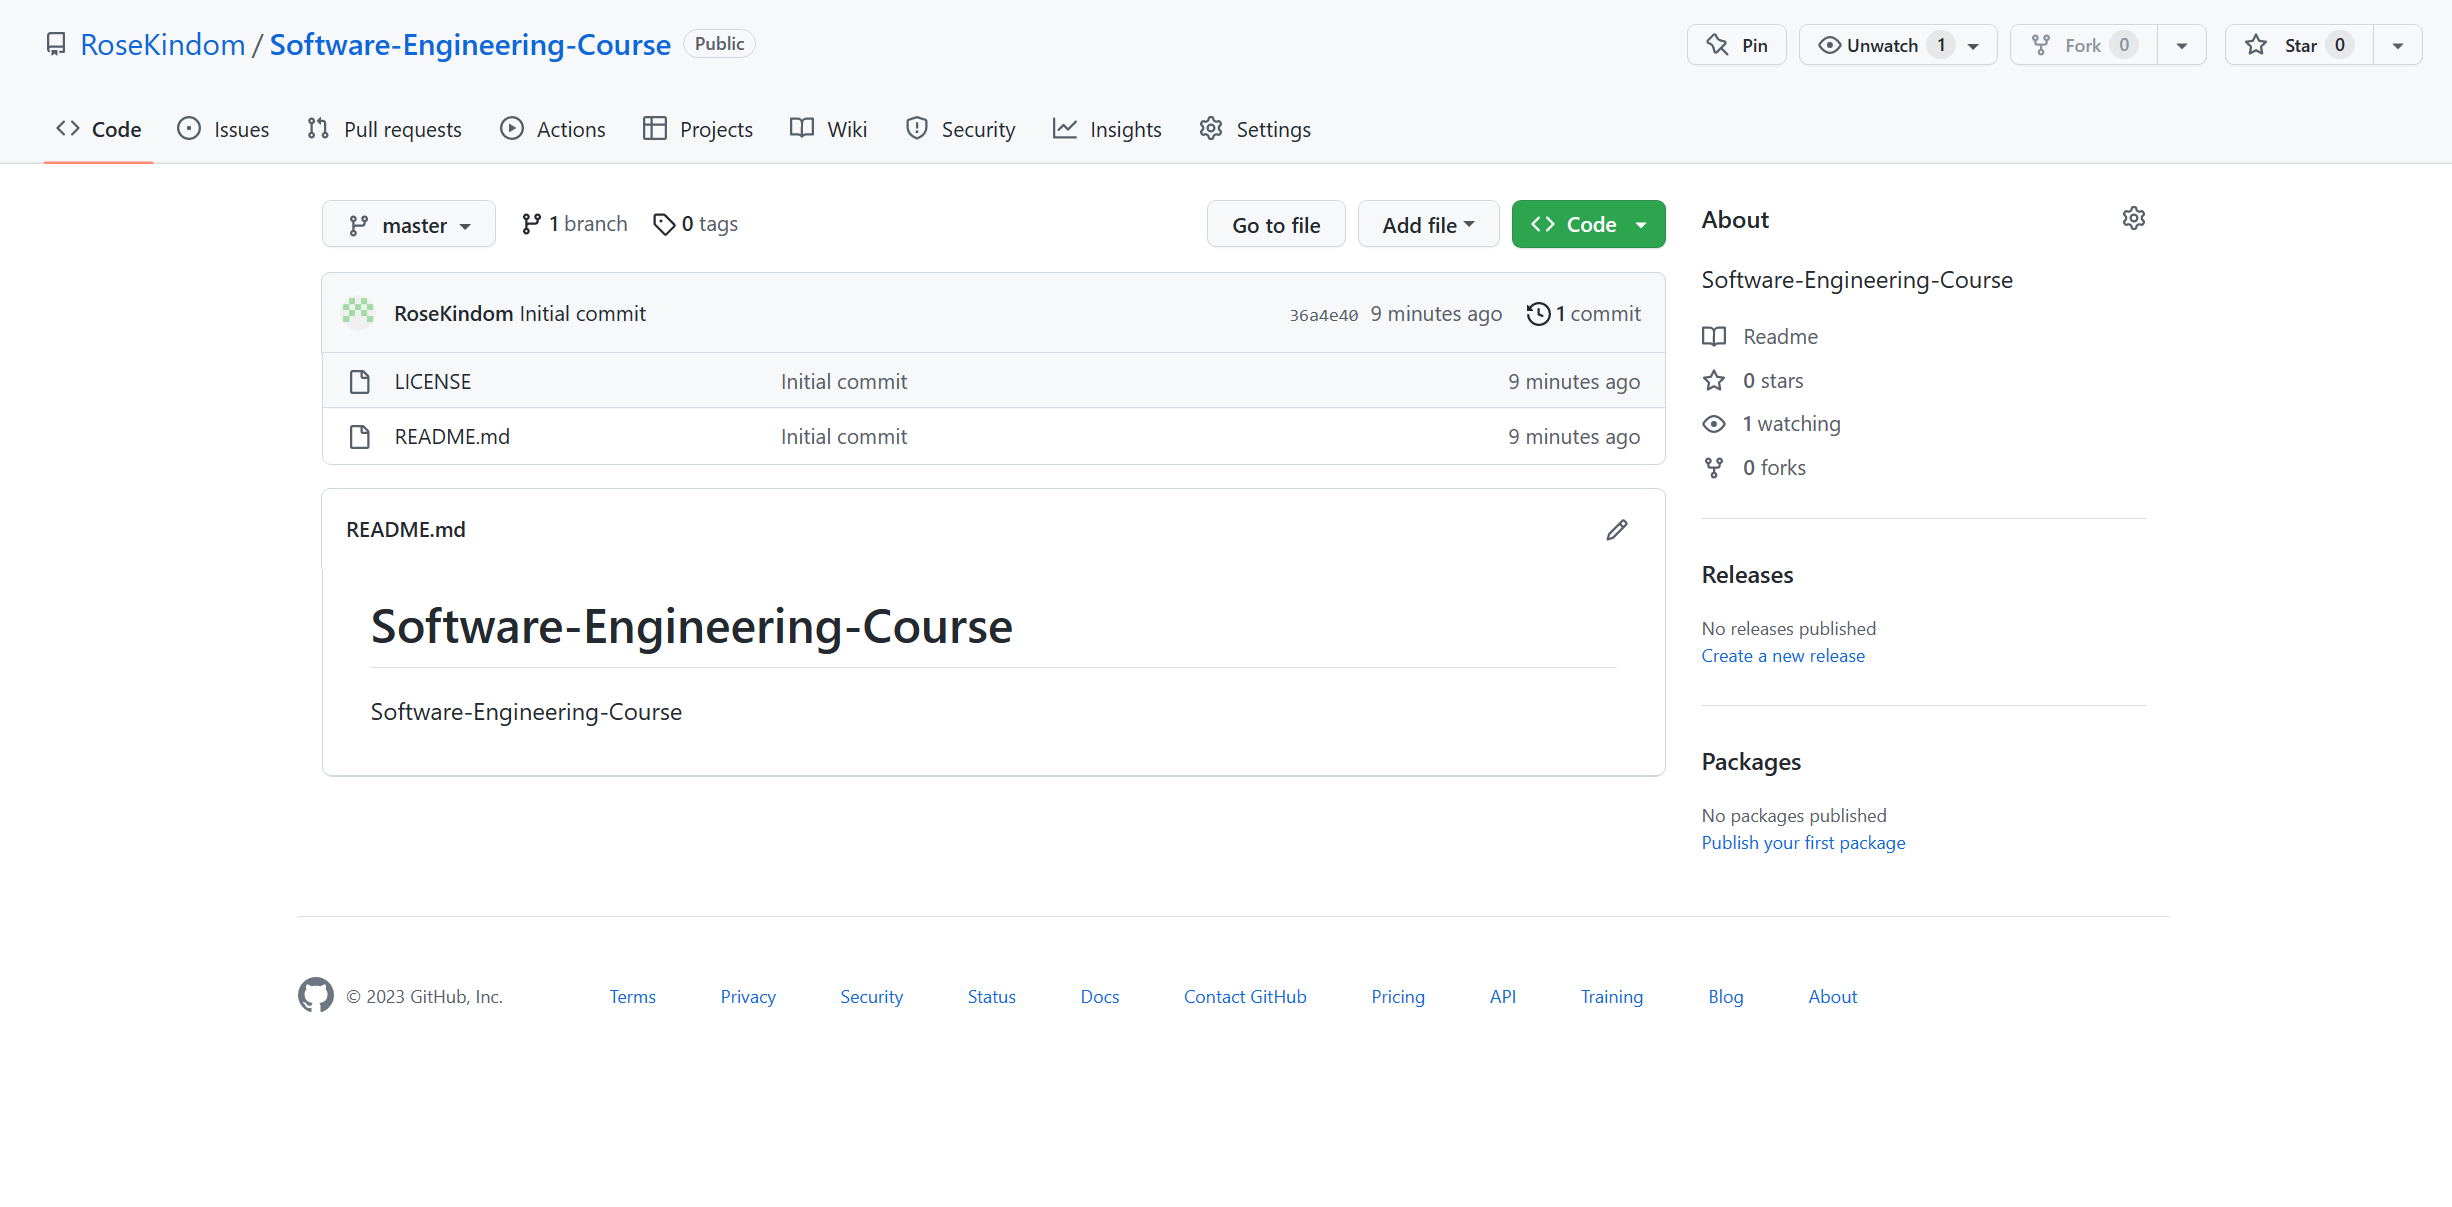 RoseKindom / Software-Engineering-Course Public
Pin Unwatch 1 Fork 0 Star 0
Code Issues Pull requests Actions Projects Wiki Security Insights Settings
master 1 branch 0 tags Go to file Add file Code
RoseKindom Initial commit 36a4e40 9 minutes ago 1 commit
LICENSE Initial commit 9 minutes ago
README.md Initial commit 9 minutes ago
README.md
Software-Engineering-Course
Software-Engineering-Course
About
Software-Engineering-Course
Readme
0 stars
1 watching
0 forks
Releases
No releases published
Create a new release
Packages
No packages published
Publish your first package
© 2023 GitHub, Inc. Terms Privacy Security Status Docs Contact GitHub Pricing API Training Blog About